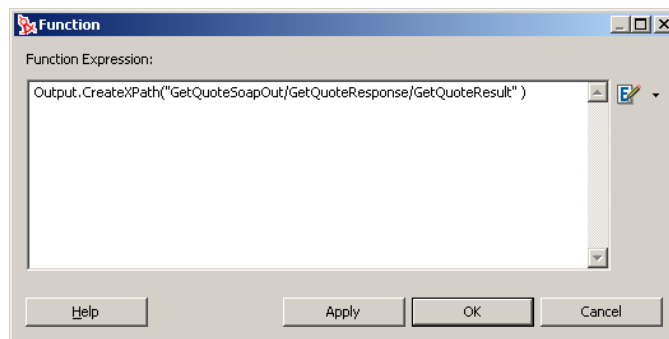 Function
Function Expression:
Output.CreateXPath("GetQuoteSoapOut/GetQuoteResponse/GetQuoteResult" )
Help
Apply
OK
Cancel